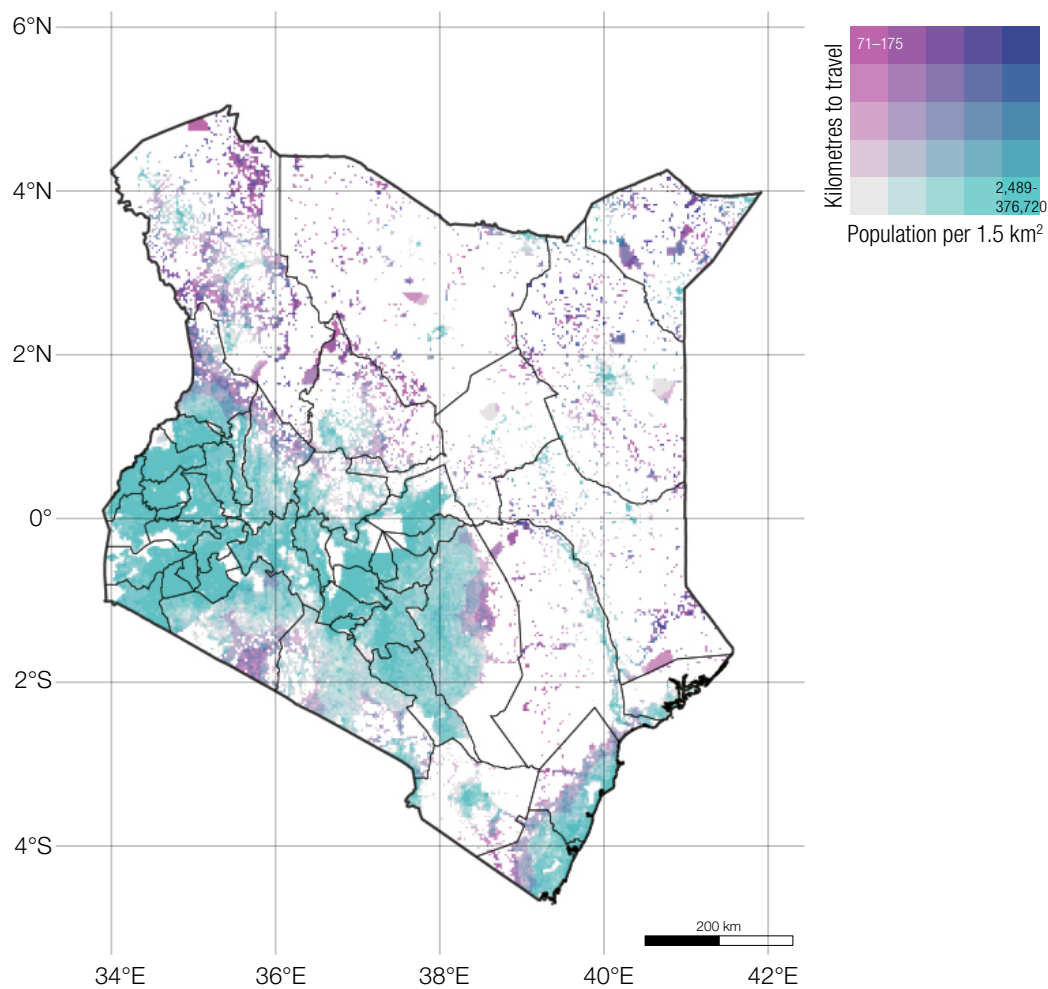 6°N
4°N
2°N
0°
2°S
4°S
34°E
36°E
38°E
40°E
42°E
200 km
Kilometres to travel
71–175
2,489-
376,720
Population per 1.5 km²